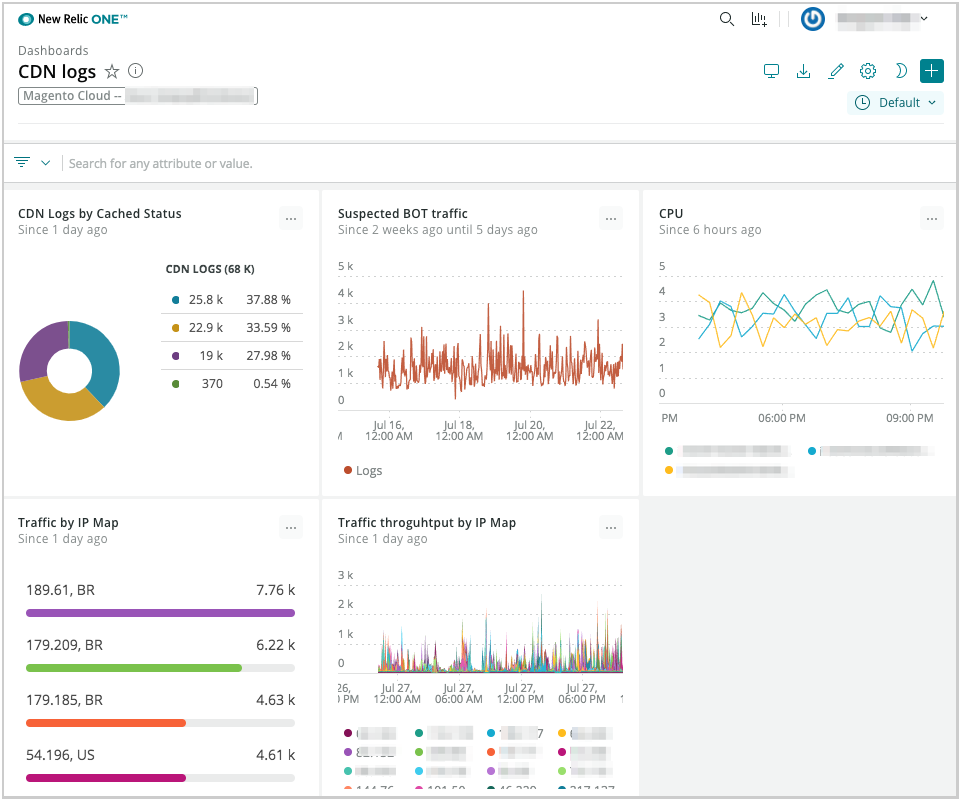 New Relic ONE™
Dashboards
CDN logs
Magento Cloud --
Default
Search for any attribute or value.
CDN Logs by Cached Status
Since 1 day ago
CDN LOGS (68 K)
25.8 k 37.88 %
22.9 k 33.59 %
19 k 27.98 %
370 0.54 %
Suspected BOT traffic
Since 2 weeks ago until 5 days ago
5 k
4 k
3 k
2 k
1 k
0
Jul 16, Jul 18, Jul 20, Jul 22,
12:00 AM 12:00 AM 12:00 AM 12:00 AM
Logs
CPU
Since 6 hours ago
5
4
3
2
1
0
PM 06:00 PM 09:00 PM
Traffic by IP Map
Since 1 day ago
189.61, BR 7.76 k
179.209, BR 6.22 k
179.185, BR 4.63 k
54.196, US 4.61 k
Traffic throguhtput by IP Map
Since 1 day ago
3 k
2 k
1 k
0
26, Jul 27, Jul 27, Jul 27, Jul 27,
PM 12:00 AM 06:00 AM 12:00 PM 06:00 PM